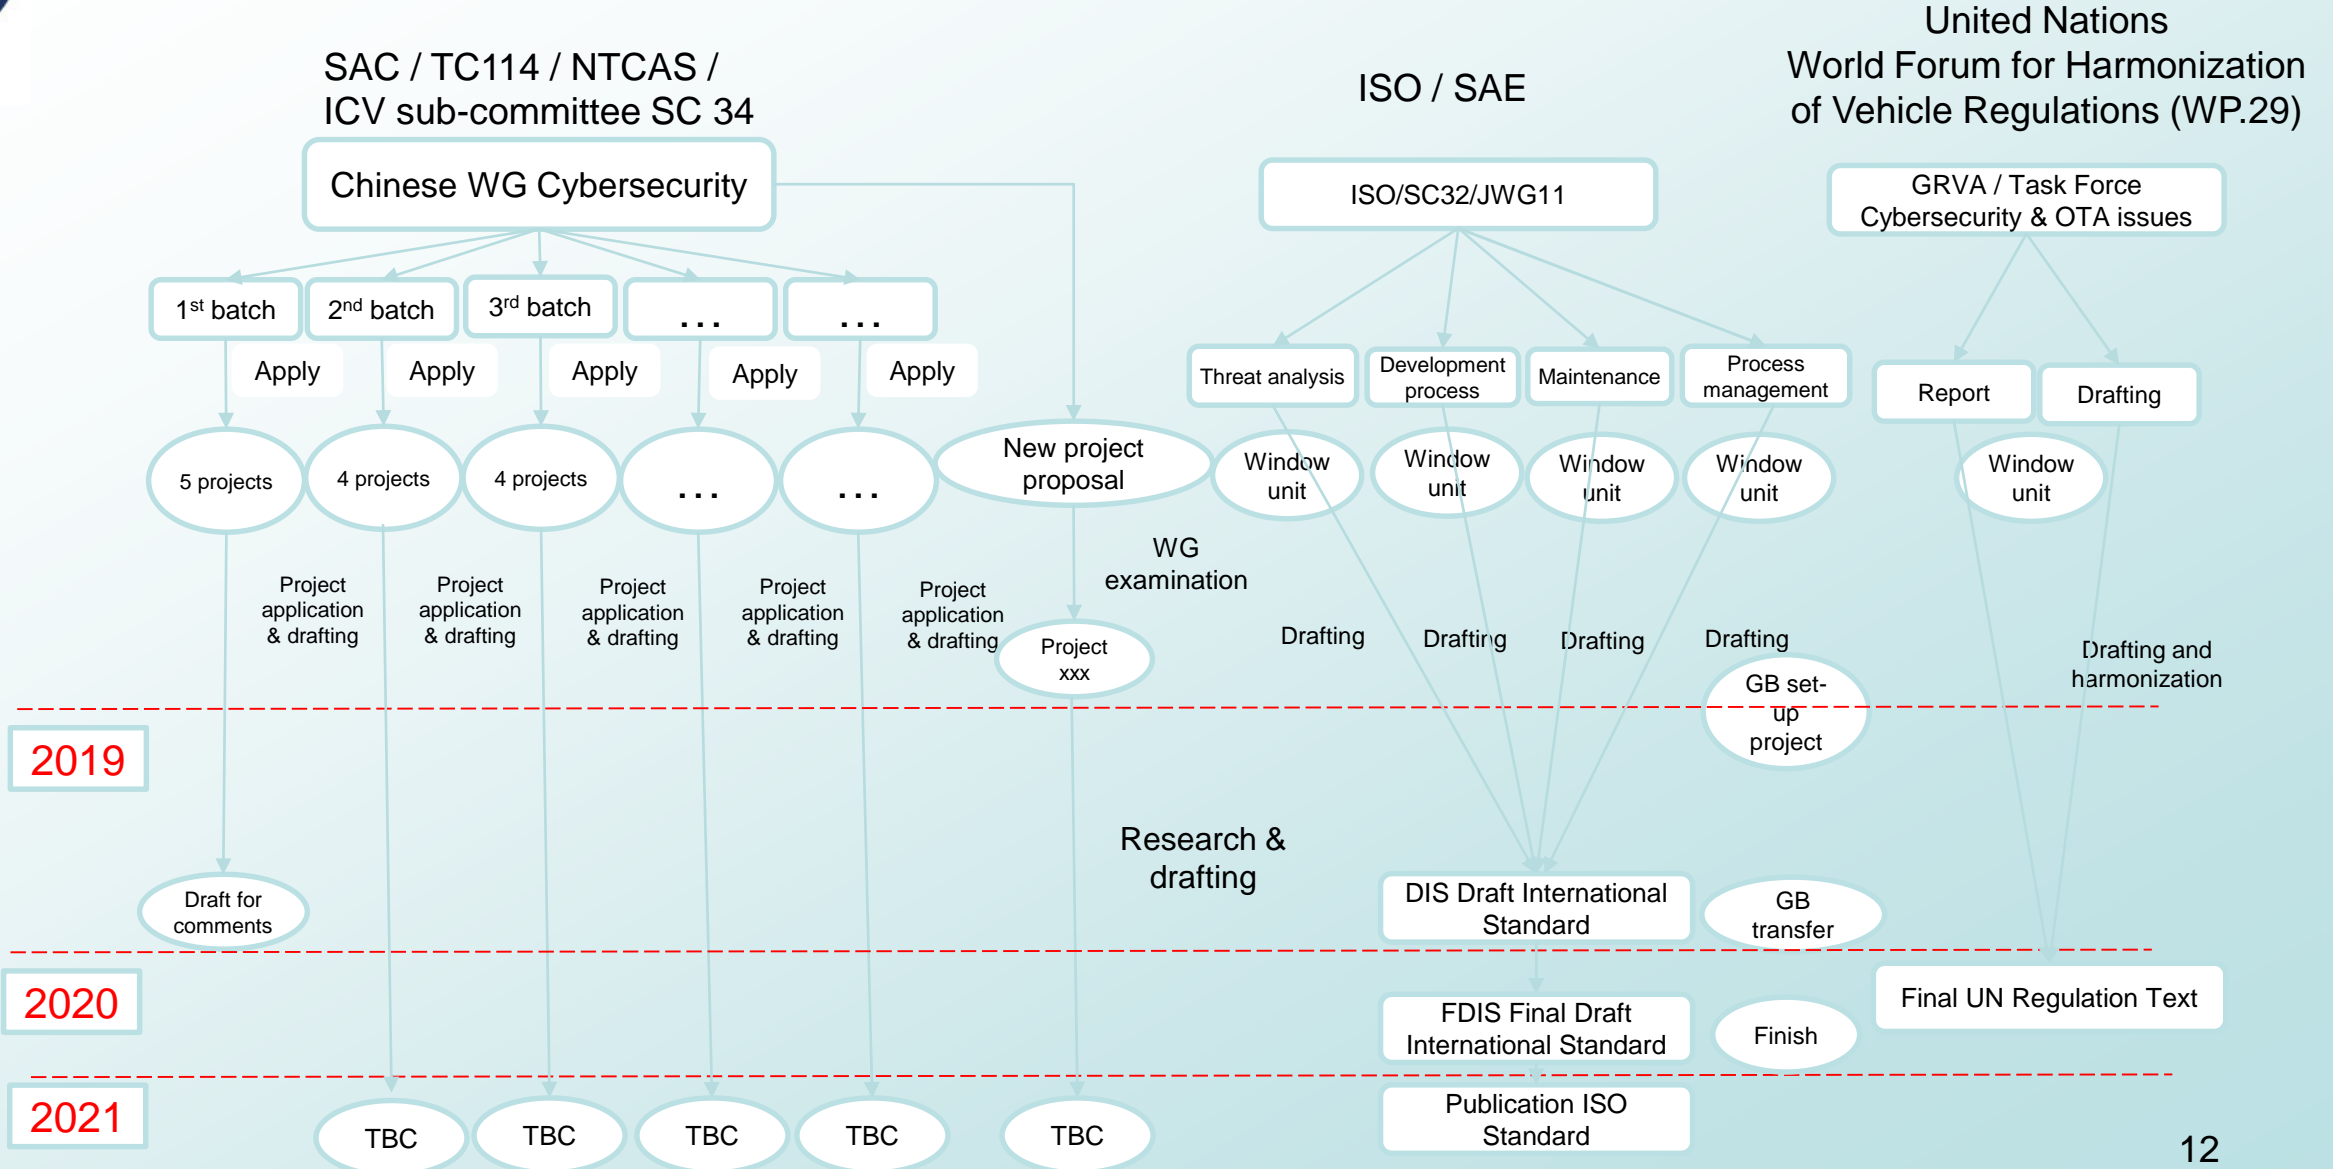 SAC / TC114 / NTCAS /
ICV sub-committee SC 34
ISO / SAE
United Nations
World Forum for Harmonization
of Vehicle Regulations (WP.29)
Chinese WG Cybersecurity
ISO/SC32/JWG11
GRVA / Task Force
Cybersecurity & OTA issues
1st batch
2nd batch
3rd batch
...
...
Apply
Apply
Apply
Apply
Apply
Threat analysis
Development
process
Maintenance
Process
management
Report
Drafting
5 projects
4 projects
4 projects
...
...
New project
proposal
Window
unit
Window
unit
Window
unit
Window
unit
Window
unit
WG
examination
Project
application
& drafting
Project
application
& drafting
Project
application
& drafting
Project
application
& drafting
Project
application
& drafting
Project
xxx
Drafting
Drafting
Drafting
Drafting
Drafting and
harmonization
GB set-
up
project
2019
Research &
drafting
Draft for
comments
DIS Draft International
Standard
GB
transfer
2020
FDIS Final Draft
International Standard
Finish
Final UN Regulation Text
2021
TBC
TBC
TBC
TBC
TBC
Publication ISO
Standard
12